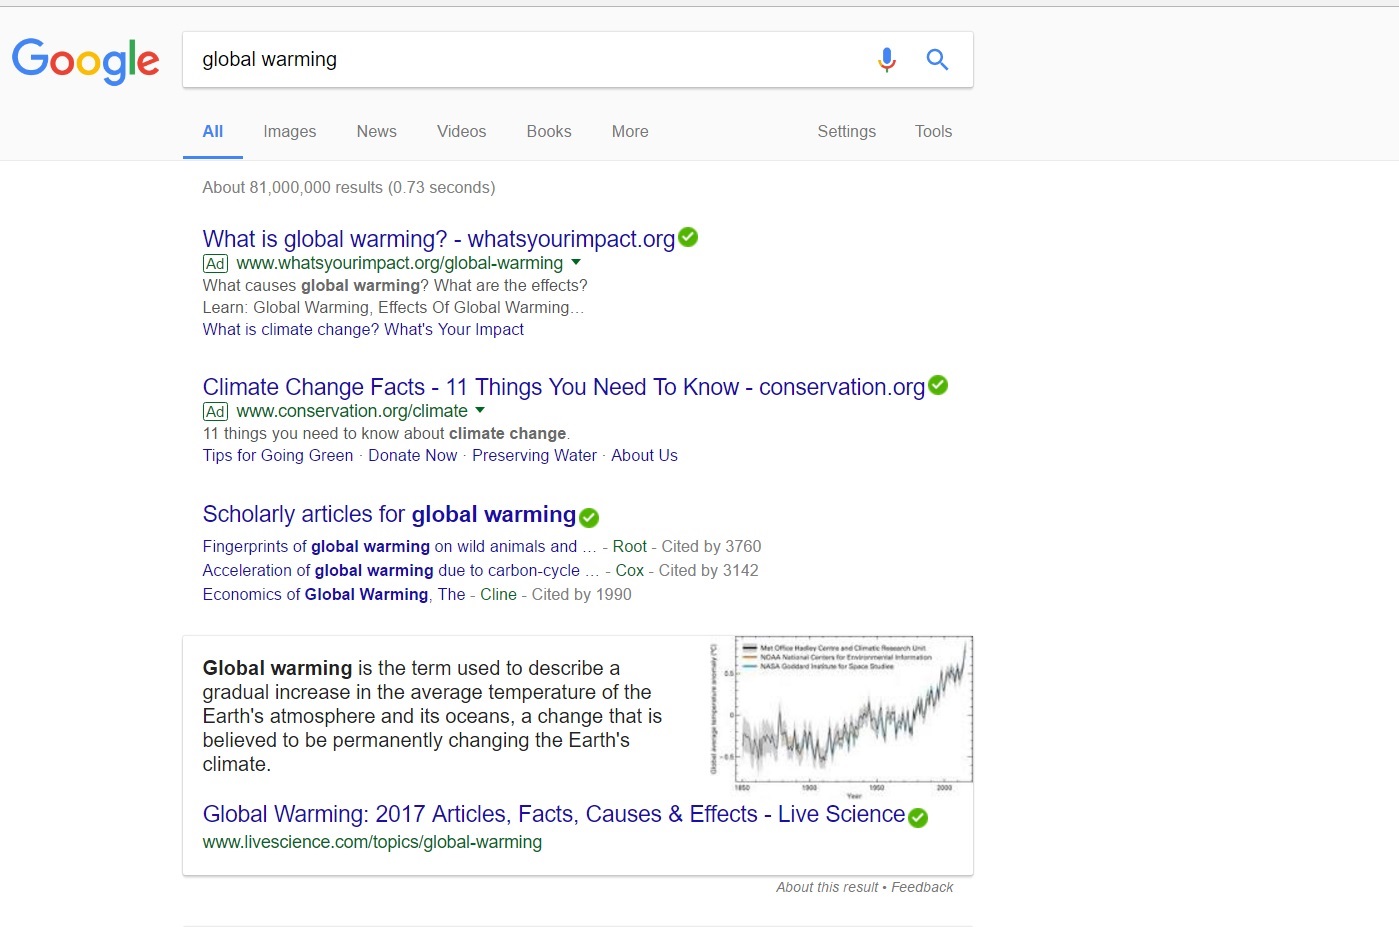 Google
global warming
All Images News Videos Books More Settings Tools
About 81,000,000 results (0.73 seconds)
What is global warming? - whatsyourimpact.org
Ad www.whatsyourimpact.org/global-warming
What causes global warming? What are the effects?
Learn: Global Warming, Effects Of Global Warming...
What is climate change? What's Your Impact
Climate Change Facts - 11 Things You Need To Know - conservation.org
Ad www.conservation.org/climate
11 things you need to know about climate change.
Tips for Going Green · Donate Now · Preserving Water · About Us
Scholarly articles for global warming
Fingerprints of global warming on wild animals and ... - Root - Cited by 3760
Acceleration of global warming due to carbon-cycle ... - Cox - Cited by 3142
Economics of Global Warming, The - Cline - Cited by 1990
Global warming is the term used to describe a
gradual increase in the average temperature of the
Earth's atmosphere and its oceans, a change that is
believed to be permanently changing the Earth's
climate.
Met Office Hadley Centre and Climatic Research Unit
NOAA National Centers for Environmental Information
NASA Goddard Institute for Space Studies
Global average temperature anomaly (°C)
0.5
0
-0.5
1850 1900 1950 2000
Year
Global Warming: 2017 Articles, Facts, Causes & Effects - Live Science
www.livescience.com/topics/global-warming
About this result • Feedback